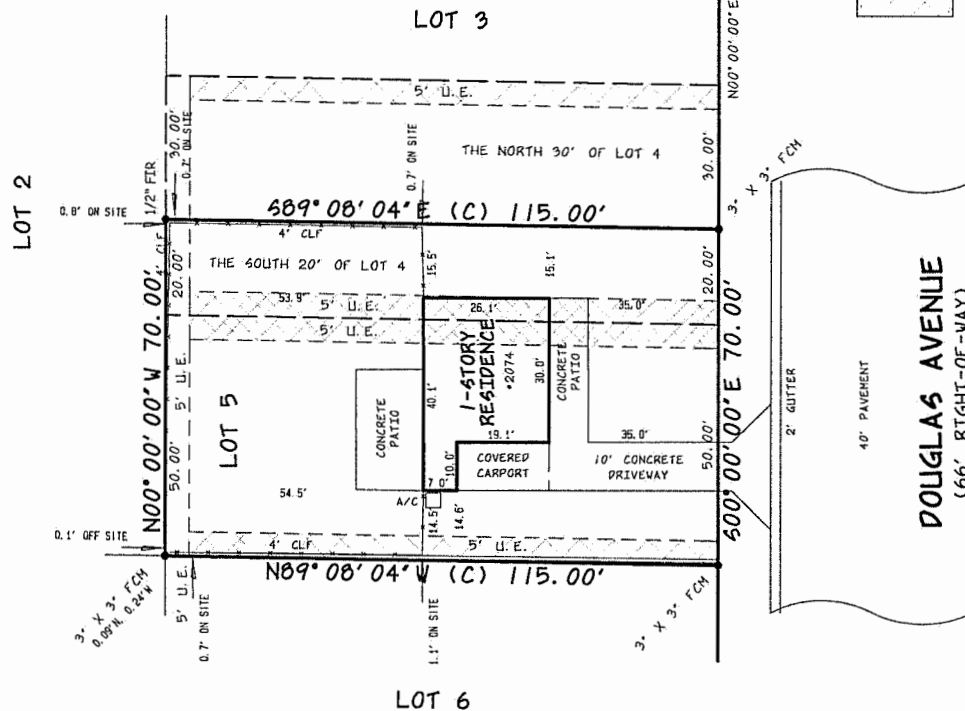 LOT 3
N00°00'00"E
5' U.E.
30.00'
0.7' ON SITE
0.7' ON SITE
THE NORTH 30' OF LOT 4
30.00'
3" X 3" FCM
LOT 2
0.8' ON SITE
1/2" FIR
S89°08'04"E (C) 115.00'
4' CLF
4' CLF
20.00'
THE SOUTH 20' OF LOT 4
15.5'
15.1'
20.00'
53.9'
5' U.E.
26.1'
35.0'
5' U.E.
N00°00'00"W 70.00'
5' U.E.
50.00'
LOT 5
CONCRETE
PATIO
40.1'
1-STORY
RESIDENCE
2074
30.0'
CONCRETE
PATIO
19.1'
35.0'
COVERED
CARPORT
10.0'
7.0'
10' CONCRETE
DRIVEWAY
50.00'
S00°00'00"E 70.00'
2' GUTTER
40' PAVEMENT
DOUGLAS AVENUE
(66' RIGHT-OF-WAY)
54.5'
A/C
14.5'
14.6'
0.1' OFF SITE
4' CLF
5' U.E.
N89°08'04"W (C) 115.00'
3" X 3" FCM
0.09'N, 0.24'W
5' U.E.
0.7' ON SITE
1.1' ON SITE
3" X 3" FCM
LOT 6